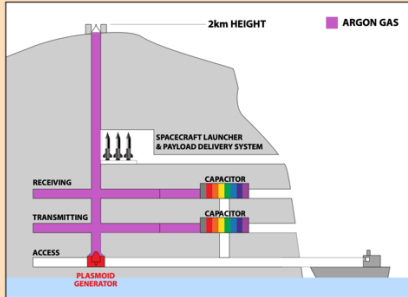 2km HEIGHT
ARGON GAS
SPACECRAFT LAUNCHER
& PAYLOAD DELIVERY SYSTEM
RECEIVING
CAPACITOR
TRANSMITTING
CAPACITOR
ACCESS
PLASMOID
GENERATOR